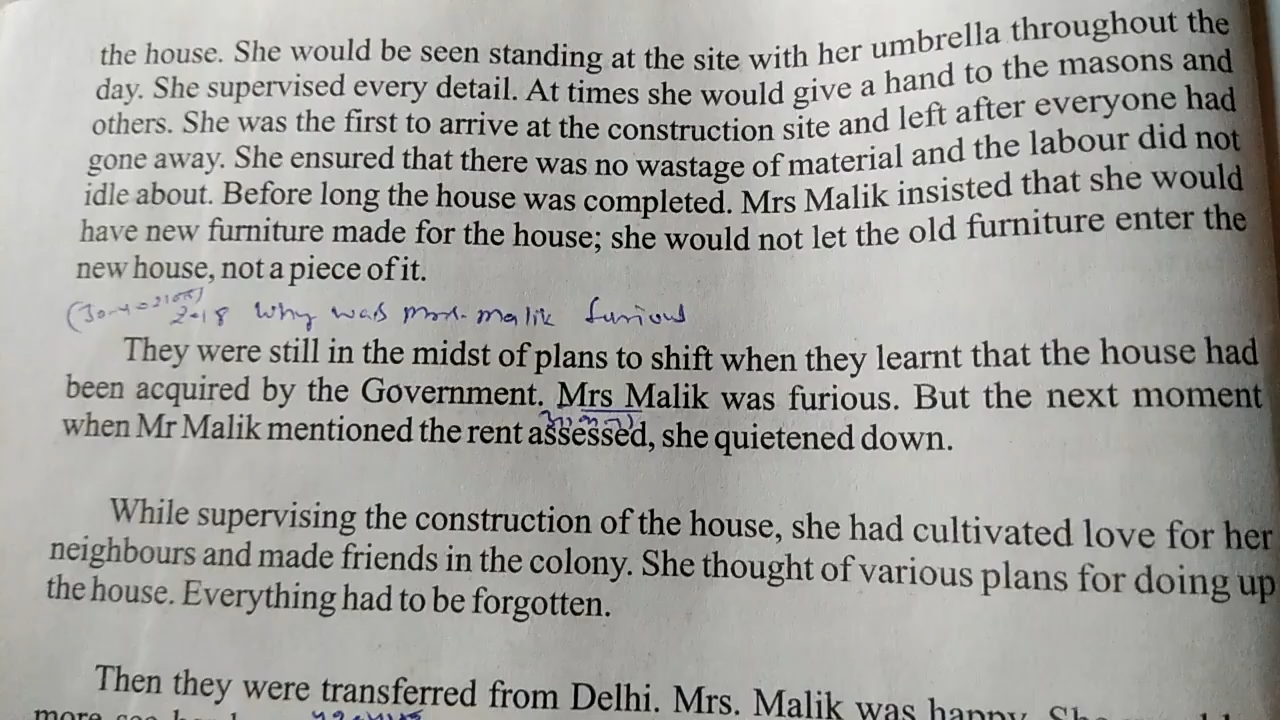 the house. She would be seen standing at the site with her umbrella throughout the
day. She supervised every detail. At times she would give a hand to the masons and
others. She was the first to arrive at the construction site and left after everyone had
gone away. She ensured that there was no wastage of material and the labour did not
idle about. Before long the house was completed. Mrs Malik insisted that she would
have new furniture made for the house; she would not let the old furniture enter the
new house, not a piece of it.
2018 Why was mrs. malik furious
They were still in the midst of plans to shift when they learnt that the house had
been acquired by the Government. Mrs Malik was furious. But the next moment
when Mr Malik mentioned the rent assessed, she quietened down.
While supervising the construction of the house, she had cultivated love for her
neighbours and made friends in the colony. She thought of various plans for doing up
the house. Everything had to be forgotten.
Then they were transferred from Delhi. Mrs. Malik was happy. She
more